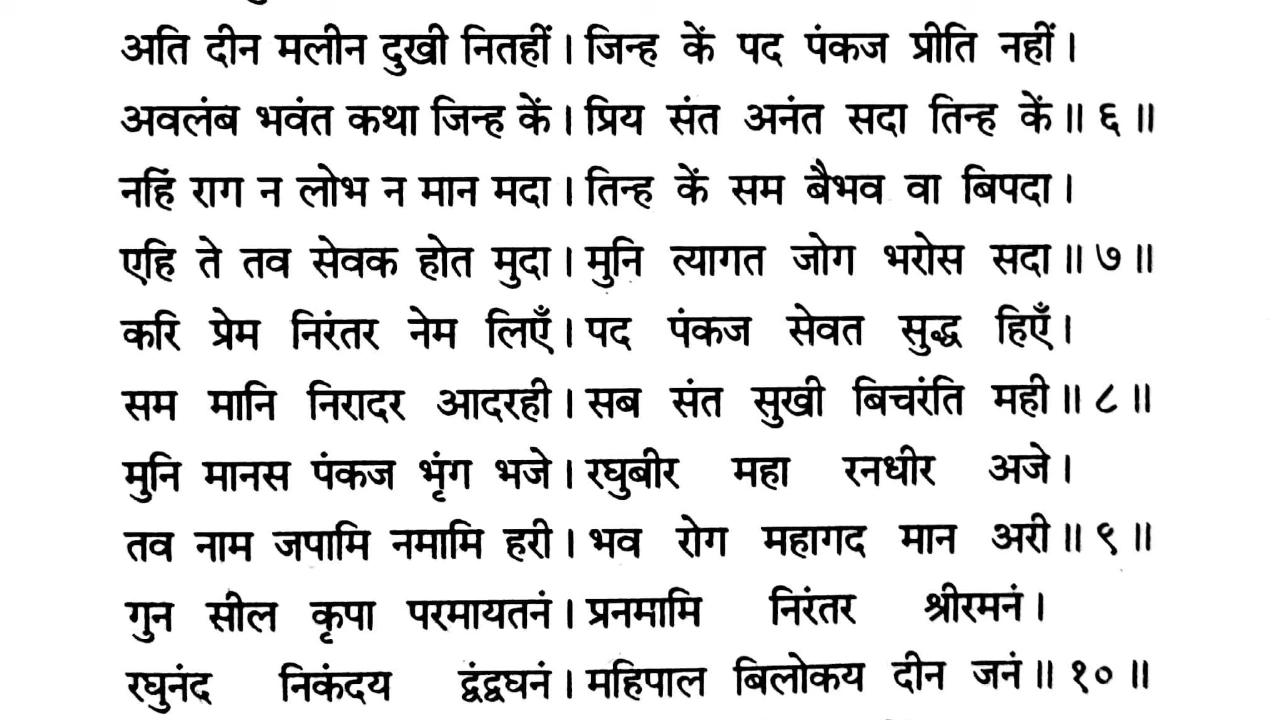 अति दीन मलीन दुखी नितहीं । जिन्ह कें पद पंकज प्रीति नहीं ।
अवलंब भवंत कथा जिन्ह कें । प्रिय संत अनंत सदा तिन्ह कें ॥ ६ ॥
नहिं राग न लोभ न मान मदा । तिन्ह कें सम बैभव वा बिपदा ।
एहि ते तव सेवक होत मुदा । मुनि त्यागत जोग भरोस सदा ॥ ७ ॥
करि प्रेम निरंतर नेम लिएँ । पद पंकज सेवत सुद्ध हिएँ ।
सम मानि निरादर आदरही । सब संत सुखी बिचरंति मही ॥ ८ ॥
मुनि मानस पंकज भृंग भजे । रघुबीर महा रनधीर अजे ।
तव नाम जपामि नमामि हरी । भव रोग महागद मान अरी ॥ ९ ॥
गुन सील कृपा परमायतनं । प्रनमामि निरंतर श्रीरमनं ।
रघुनंद निकंदय द्वंद्वघनं । महिपाल बिलोकय दीन जनं ॥ १० ॥